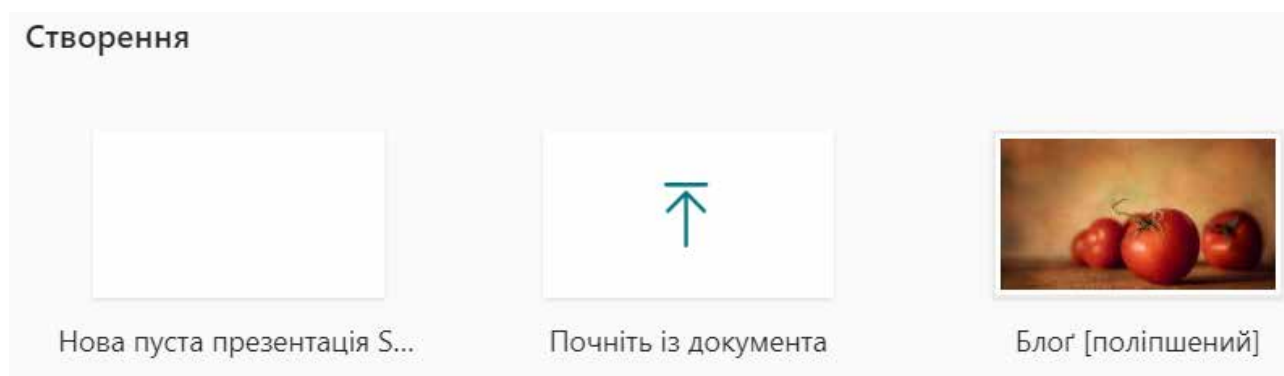 Створення
Нова пуста презентація S...
Почніть із документа
Блоґ [поліпшений]